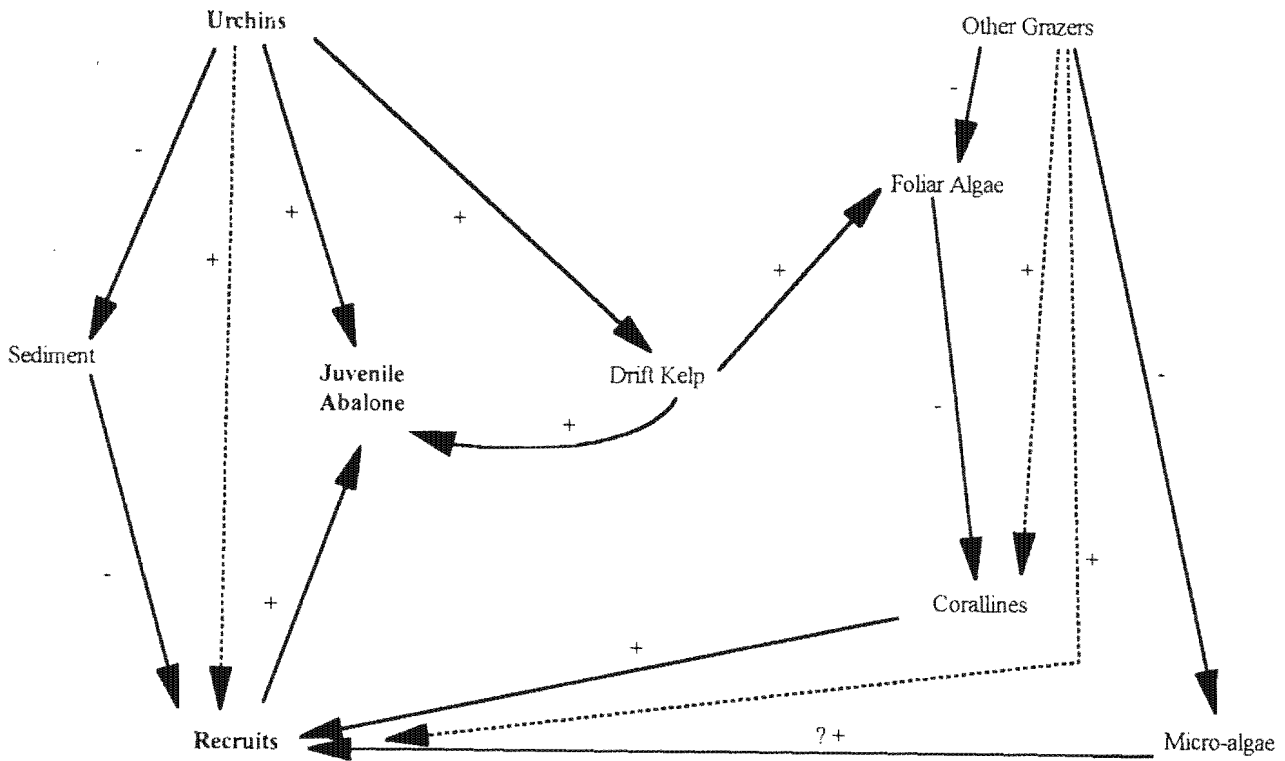 Urchins
Other Grazers
-
-
Foliar Algae
+
+
+
+
+
Sediment
Juvenile
Abalone
Drift Kelp
-
+
-
-
+
+
Corallines
+
Recruits
? +
Micro-algae